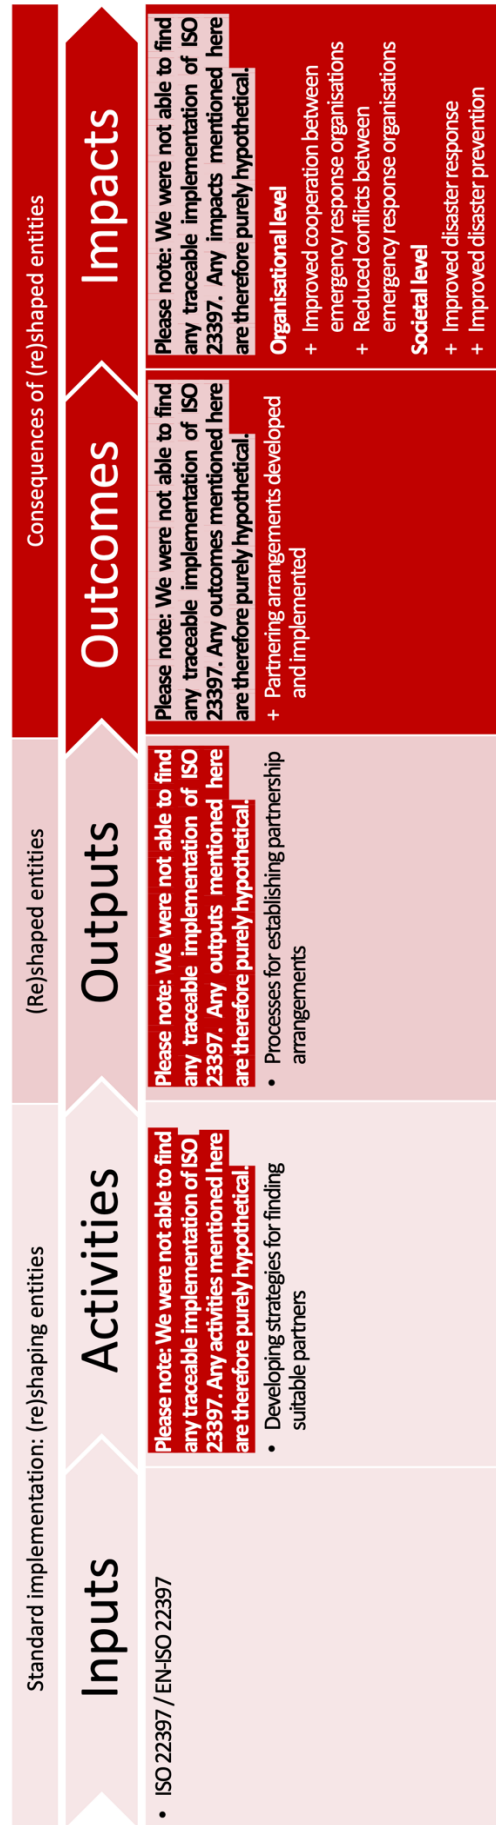 Standard implementation: (re)shaping entities
(Re)shaped entities
Consequences of (re)shaped entities
Inputs
Activities
Outputs
Outcomes
Impacts
• ISO 22397 / EN-ISO 22397
Please note: We were not able to find
any traceable implementation of ISO
23397. Any activities mentioned here
are therefore purely hypothetical.
• Developing strategies for finding
suitable partners
Please note: We were not able to find
any traceable implementation of ISO
23397. Any outputs mentioned here
are therefore purely hypothetical.
• Processes for establishing partnership
arrangements
Please note: We were not able to find
any traceable implementation of ISO
23397. Any outcomes mentioned here
are therefore purely hypothetical.
+ Partnering arrangements developed
and implemented
Please note: We were not able to find
any traceable implementation of ISO
23397. Any impacts mentioned here
are therefore purely hypothetical.
Organisational level
+ Improved cooperation between
emergency response organisations
+ Reduced conflicts between
emergency response organisations
Societal level
+ Improved disaster response
+ Improved disaster prevention